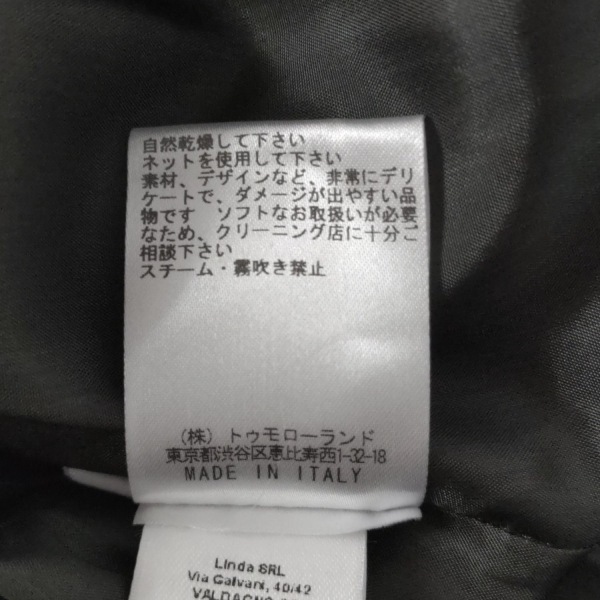 自然乾燥して下さい
ネットを使用して下さい
素材、デザインなど、非常にデリ
ケートで、ダメージが出やすい品
物です　ソフトなお取扱いが必要
なため、クリーニング店に十分ご
相談下さい
スチーム・霧吹き禁止
(株) トゥモローランド
東京都渋谷区恵比寿西1-32-18
MADE IN ITALY
Linda SRL
Via Galvani, 40/42
VALDAGNO